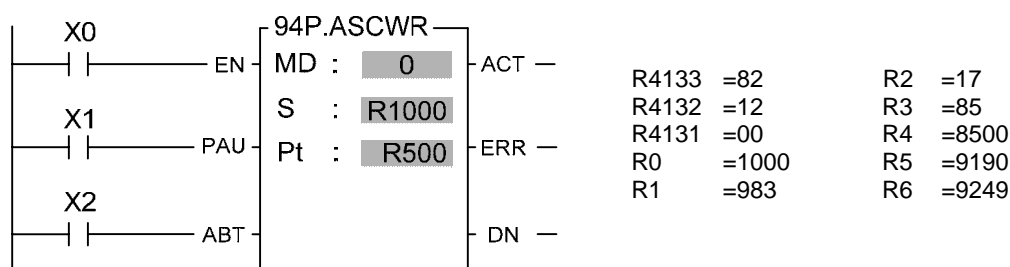 X0
94P.ASCWR
EN MD : 0 ACT
S : R1000
X1
PAU Pt : R500 ERR
X2
ABT DN
R4133 =82 R2 =17
R4132 =12 R3 =85
R4131 =00 R4 =8500
R0 =1000 R5 =9190
R1 =983 R6 =9249